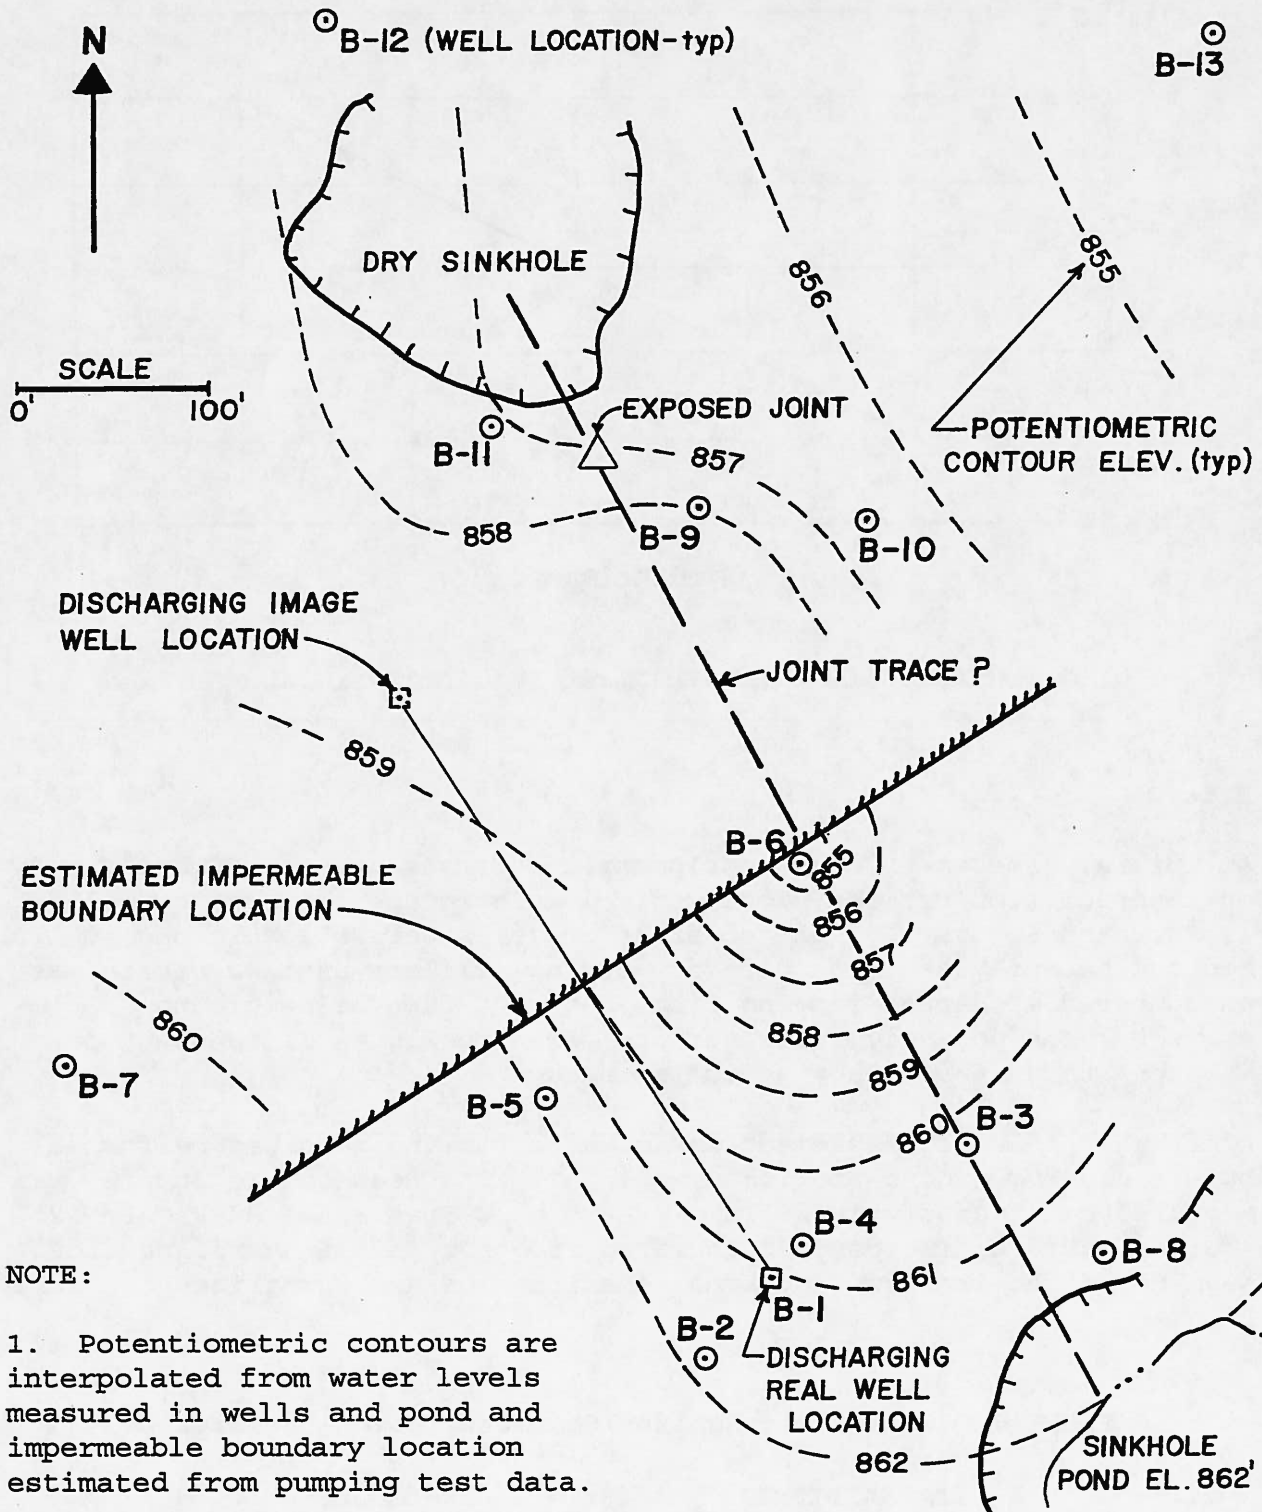 N
B-12 (WELL LOCATION-typ)
B-13
DRY SINKHOLE
856
855
SCALE
0' 100'
EXPOSED JOINT
B-11
857
POTENTIOMETRIC
CONTOUR ELEV. (typ)
858
B-9
B-10
DISCHARGING IMAGE
WELL LOCATION
JOINT TRACE ?
859
B-6
855
ESTIMATED IMPERMEABLE
BOUNDARY LOCATION
856
857
860
858
859
B-7
B-5
860
B-3
B-4
B-8
861
NOTE:
B-1
B-2
1. Potentiometric contours are
interpolated from water levels
measured in wells and pond and
impermeable boundary location
estimated from pumping test data.
DISCHARGING
REAL WELL
LOCATION
862
SINKHOLE
POND EL. 862'